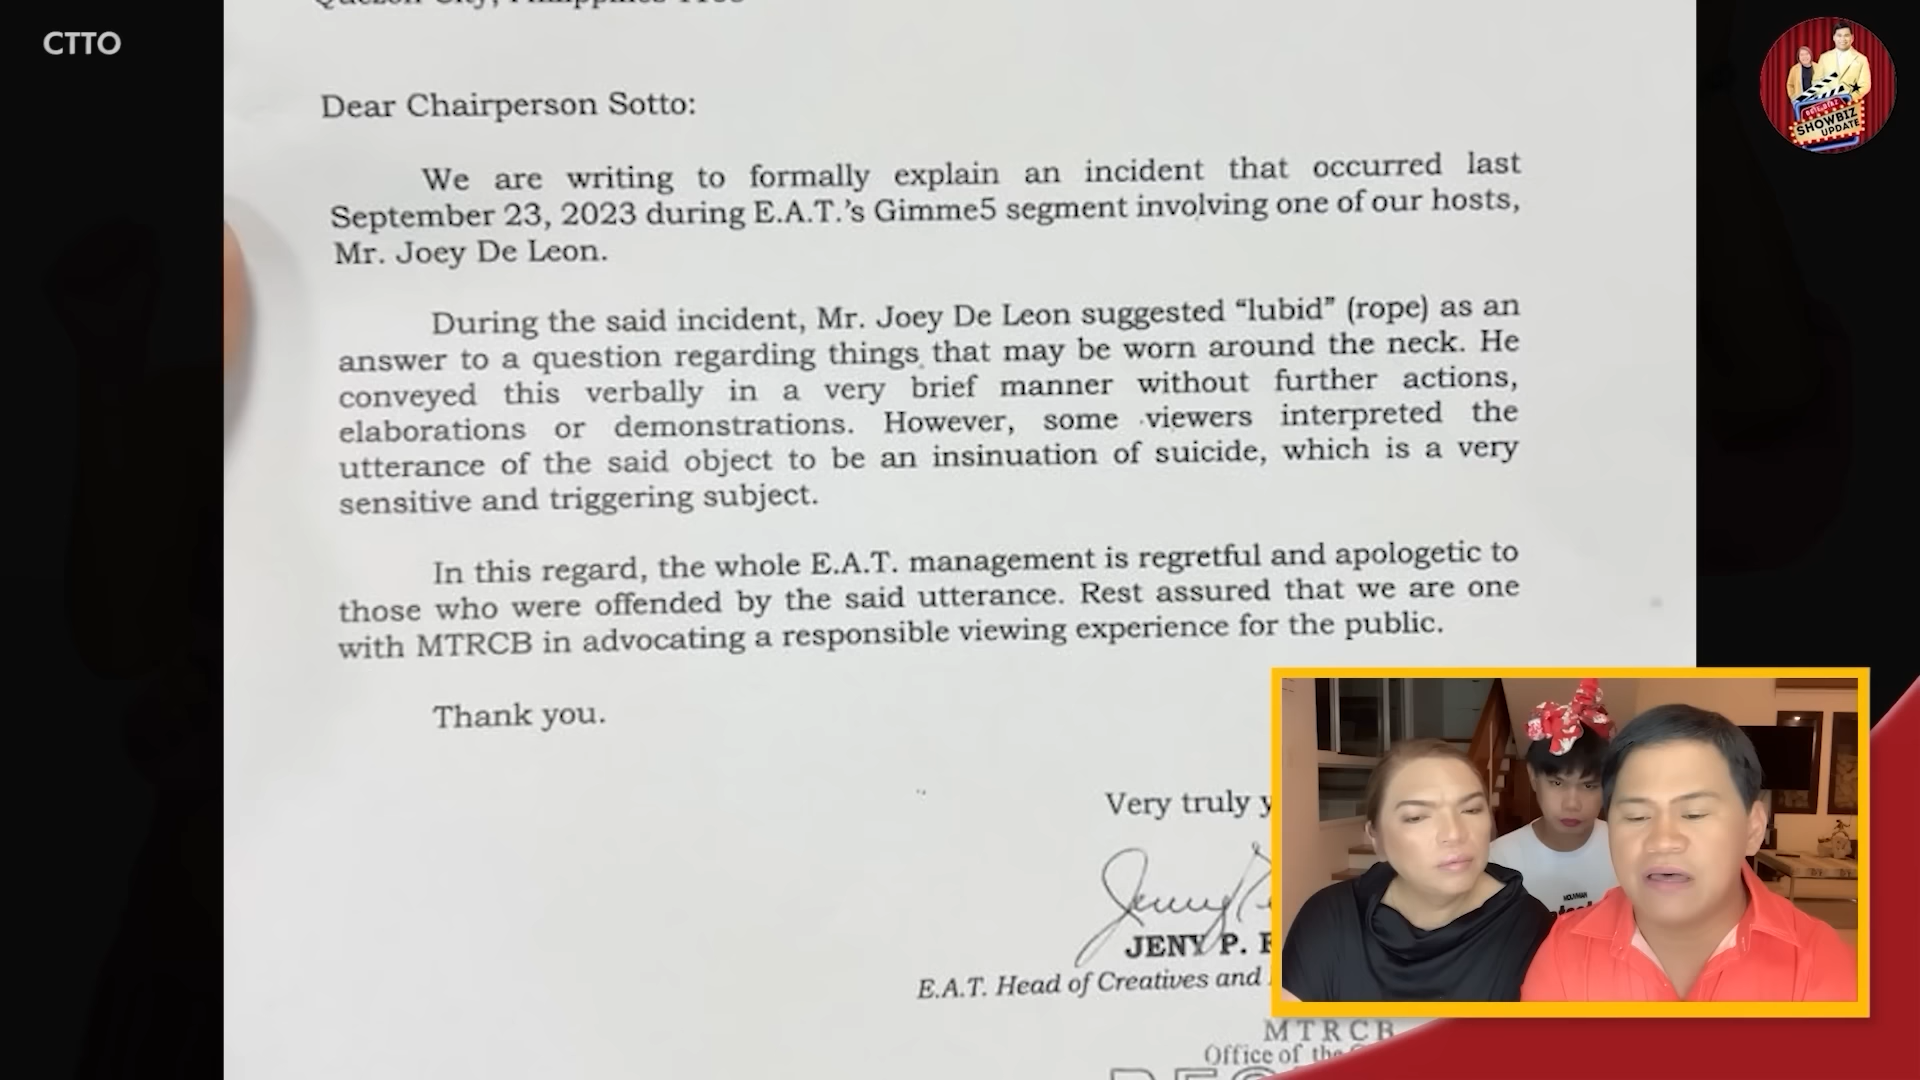 CTTO
Dear Chairperson Sotto:
We are writing to formally explain an incident that occurred last
September 23, 2023 during E.A.T.'s Gimme5 segment involving one of our hosts,
Mr. Joey De Leon.
During the said incident, Mr. Joey De Leon suggested “lubid” (rope) as an
answer to a question regarding things that may be worn around the neck. He
conveyed this verbally in a very brief manner without further actions,
elaborations or demonstrations. However, some viewers interpreted the
utterance of the said object to be an insinuation of suicide, which is a very
sensitive and triggering subject.
In this regard, the whole E.A.T. management is regretful and apologetic to
those who were offended by the said utterance. Rest assured that we are one
with MTRCB in advocating a responsible viewing experience for the public.
Thank you.
Very truly
JENY P.
E.A.T. Head of Creatives and
MTRCB
Office of the
SHOWBIZ
UPDATE